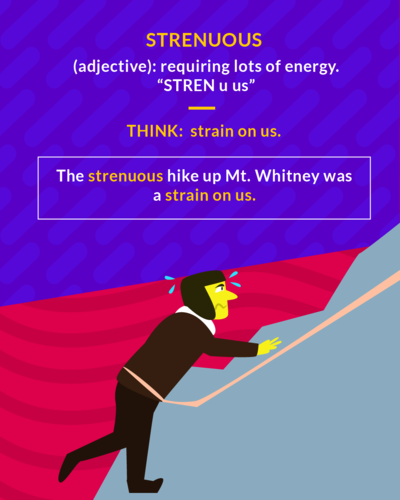 STRENUOUS
(adjective): requiring lots of energy.
“STREN u us”
THINK: strain on us.
The strenuous hike up Mt. Whitney was
a strain on us.